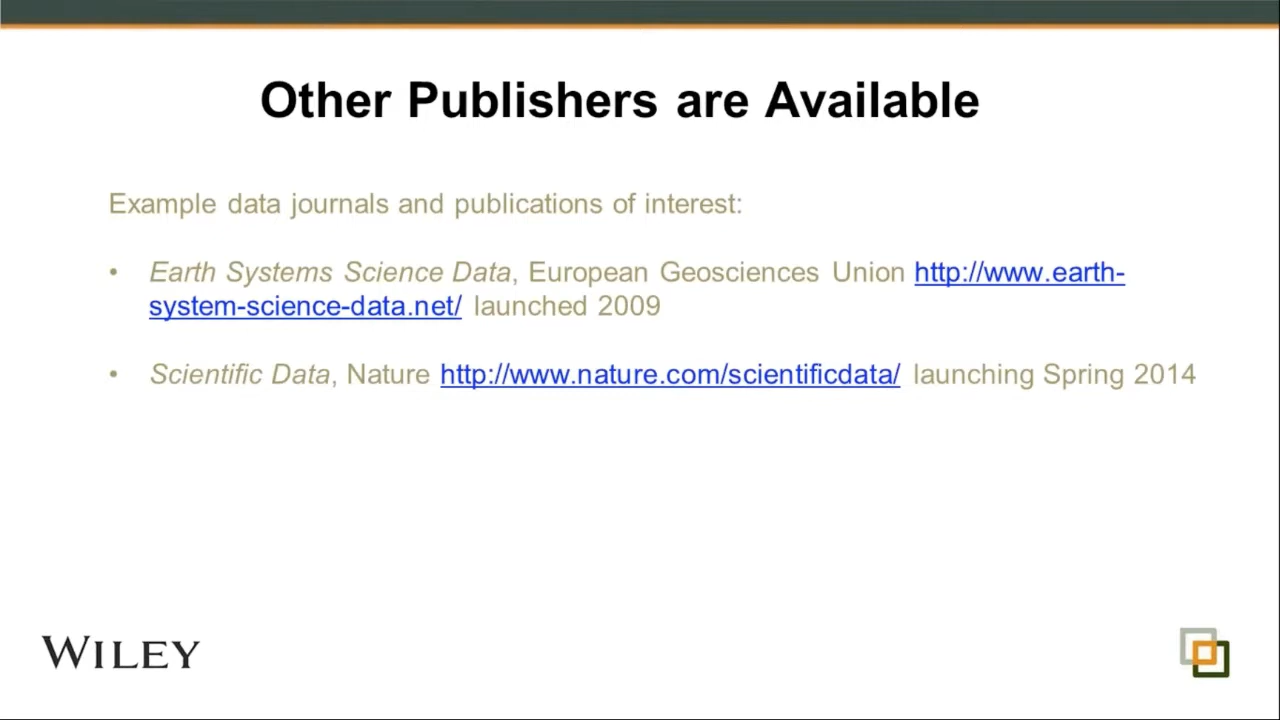 Other Publishers are Available
Example data journals and publications of interest:
• Earth Systems Science Data, European Geosciences Union http://www.earth-
system-science-data.net/ launched 2009
• Scientific Data, Nature http://www.nature.com/scientificdata/ launching Spring 2014
WILEY